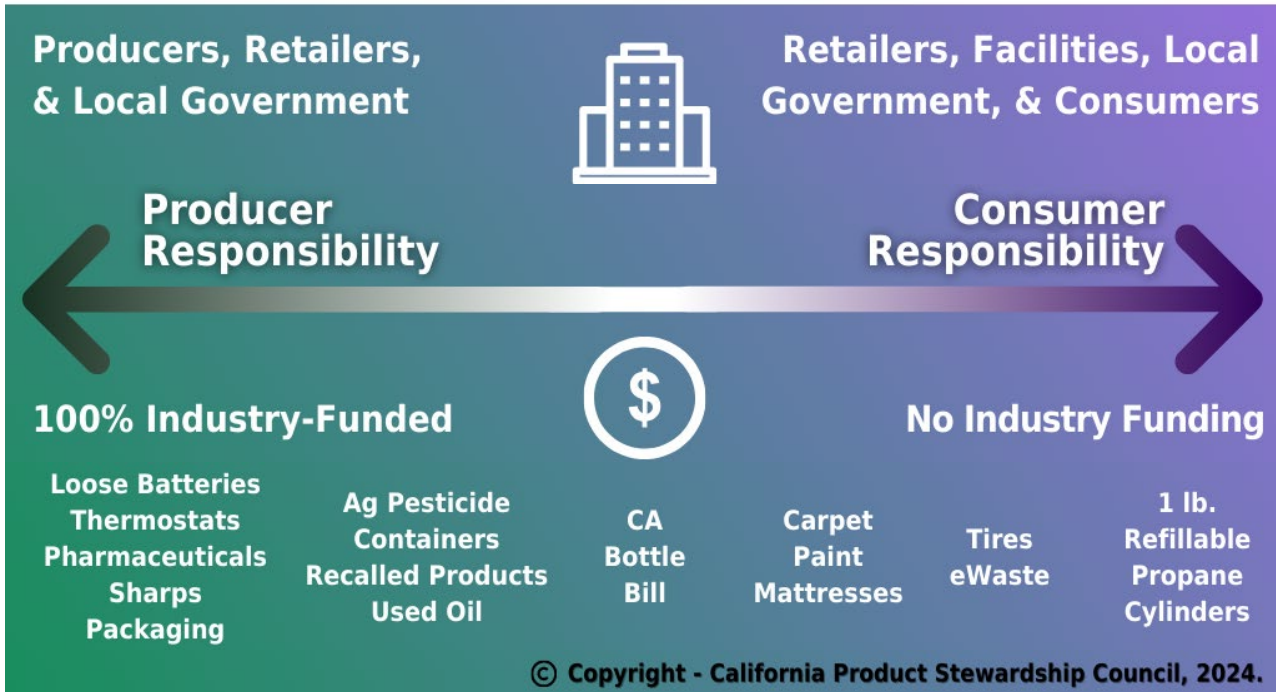 Producers, Retailers,
& Local Government
Retailers, Facilities, Local
Government, & Consumers
Producer
Responsibility
Consumer
Responsibility
$
100% Industry-Funded
No Industry Funding
Loose Batteries
Thermostats
Pharmaceuticals
Sharps
Packaging
Ag Pesticide
Containers
Recalled Products
Used Oil
CA
Bottle
Bill
Carpet
Paint
Mattresses
Tires
eWaste
1 lb.
Refillable
Propane
Cylinders
© Copyright - California Product Stewardship Council, 2024.